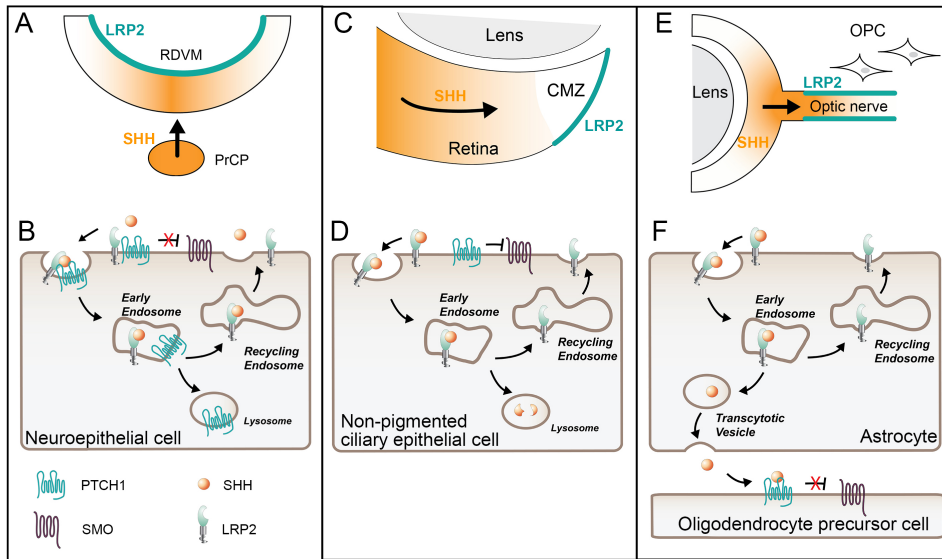 A
LRP2
RDVM
SHH
PrCP
B
Early
Endosome
Recycling
Endosome
Lysosome
Neuroepithelial cell
PTCH1
SHH
SMO
LRP2
C
Lens
SHH
CMZ
LRP2
Retina
D
Early
Endosome
Recycling
Endosome
Non-pigmented
ciliary epithelial cell
Lysosome
E
OPC
LRP2
Lens
Optic nerve
SHH
F
Early
Endosome
Recycling
Endosome
Transcytotic
Vesicle
Astrocyte
Oligodendrocyte precursor cell